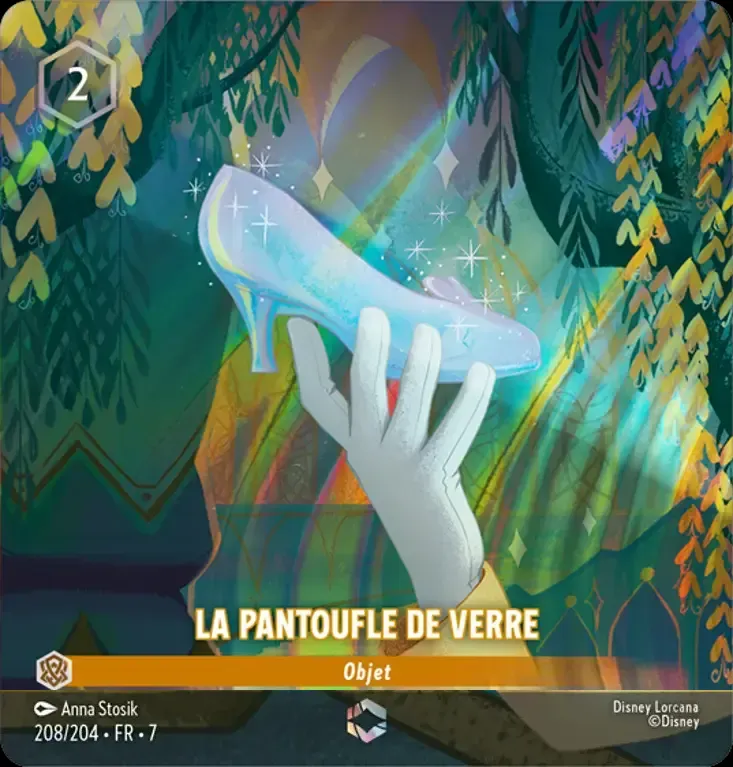 2
LA PANTOUFLE DE VERRE
Objet
Anna Stosik
Disney Lorcana
208/204 • FR • 7
©Disney